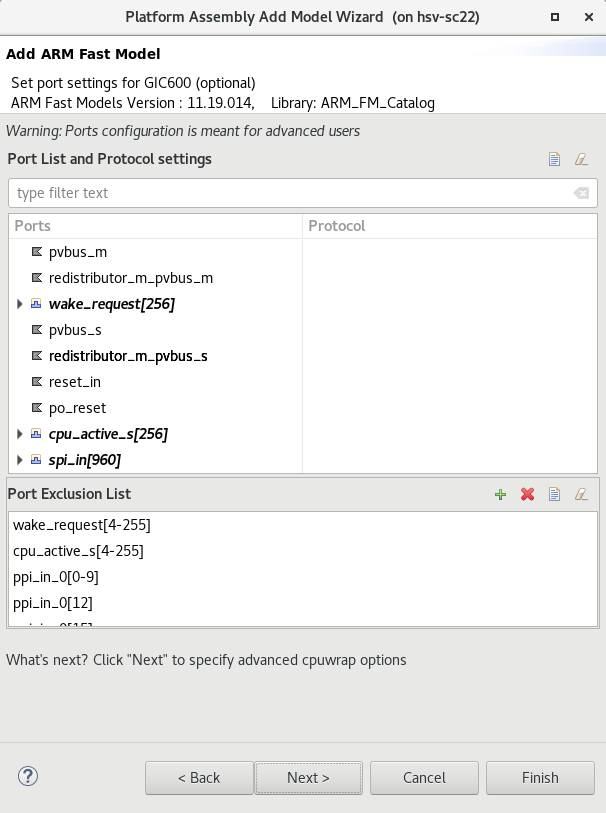 Platform Assembly Add Model Wizard (on hsv-sc22)
Add ARM Fast Model
Set port settings for GIC600 (optional)
ARM Fast Models Version : 11.19.014, Library: ARM_FM_Catalog
Warning: Ports configuration is meant for advanced users
Port List and Protocol settings
type filter text
Ports Protocol
pvbus_m
redistributor_m_pvbus_m
wake_request[256]
pvbus_s
redistributor_m_pvbus_s
reset_in
po_reset
cpu_active_s[256]
spi_in[960]
Port Exclusion List
wake_request[4-255]
cpu_active_s[4-255]
ppi_in_0[0-9]
ppi_in_0[12]
What's next? Click "Next" to specify advanced cpuwrap options
< Back Next > Cancel Finish